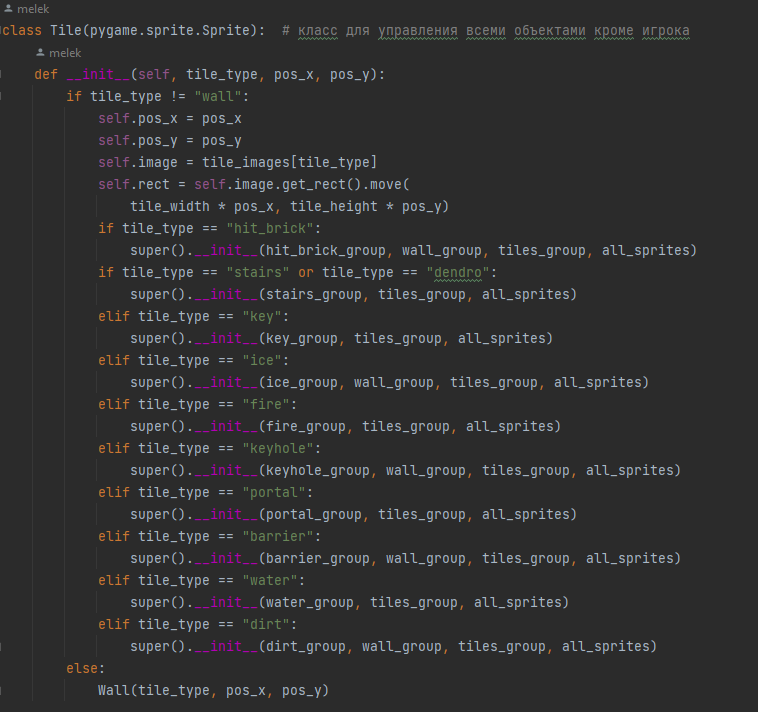 melek
class Tile(pygame.sprite.Sprite):  # класс для управления всеми объектами кроме игрока
melek
    def __init__(self, tile_type, pos_x, pos_y):
        if tile_type != "wall":
            self.pos_x = pos_x
            self.pos_y = pos_y
            self.image = tile_images[tile_type]
            self.rect = self.image.get_rect().move(
                tile_width * pos_x, tile_height * pos_y)
            if tile_type == "hit_brick":
                super().__init__(hit_brick_group, wall_group, tiles_group, all_sprites)
            if tile_type == "stairs" or tile_type == "dendro":
                super().__init__(stairs_group, tiles_group, all_sprites)
            elif tile_type == "key":
                super().__init__(key_group, tiles_group, all_sprites)
            elif tile_type == "ice":
                super().__init__(ice_group, wall_group, tiles_group, all_sprites)
            elif tile_type == "fire":
                super().__init__(fire_group, tiles_group, all_sprites)
            elif tile_type == "keyhole":
                super().__init__(keyhole_group, wall_group, tiles_group, all_sprites)
            elif tile_type == "portal":
                super().__init__(portal_group, tiles_group, all_sprites)
            elif tile_type == "barrier":
                super().__init__(barrier_group, wall_group, tiles_group, all_sprites)
            elif tile_type == "water":
                super().__init__(water_group, tiles_group, all_sprites)
            elif tile_type == "dirt":
                super().__init__(dirt_group, wall_group, tiles_group, all_sprites)
        else:
            Wall(tile_type, pos_x, pos_y)